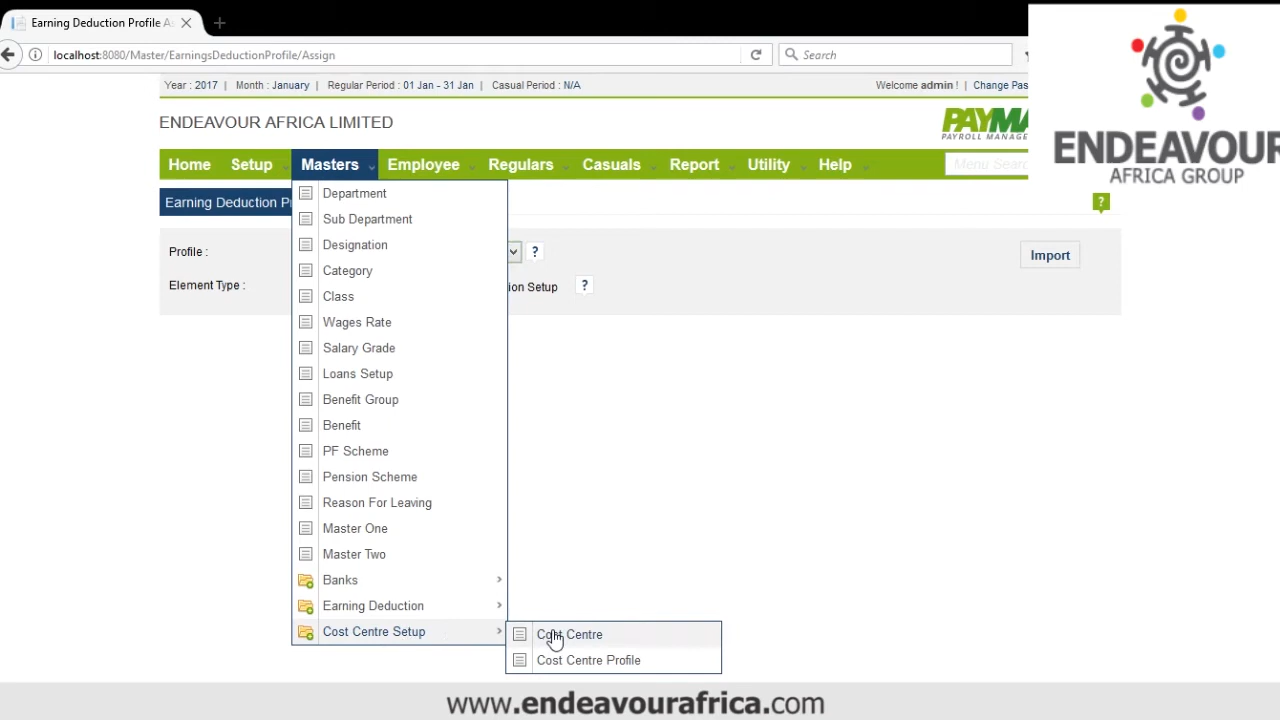 Earning Deduction Profile A
localhost:8080/Master/EarningsDeductionProfile/Assign
Search
Year : 2017 | Month : January | Regular Period : 01 Jan - 31 Jan | Casual Period : N/A
Welcome admin ! | Change Pas
ENDEAVOUR AFRICA LIMITED
PAYMA
PAYROLL MANAGE
ENDEAVOUR
AFRICA GROUP
Home Setup Masters Employee Regulars Casuals Report Utility Help
Menu Searc
Earning Deduction P
?
Profile :
?
Import
Element Type :
ion Setup ?
Department
Sub Department
Designation
Category
Class
Wages Rate
Salary Grade
Loans Setup
Benefit Group
Benefit
PF Scheme
Pension Scheme
Reason For Leaving
Master One
Master Two
Banks
Earning Deduction
Cost Centre Setup
Cost Centre
Cost Centre Profile
www.endeavourafrica.com